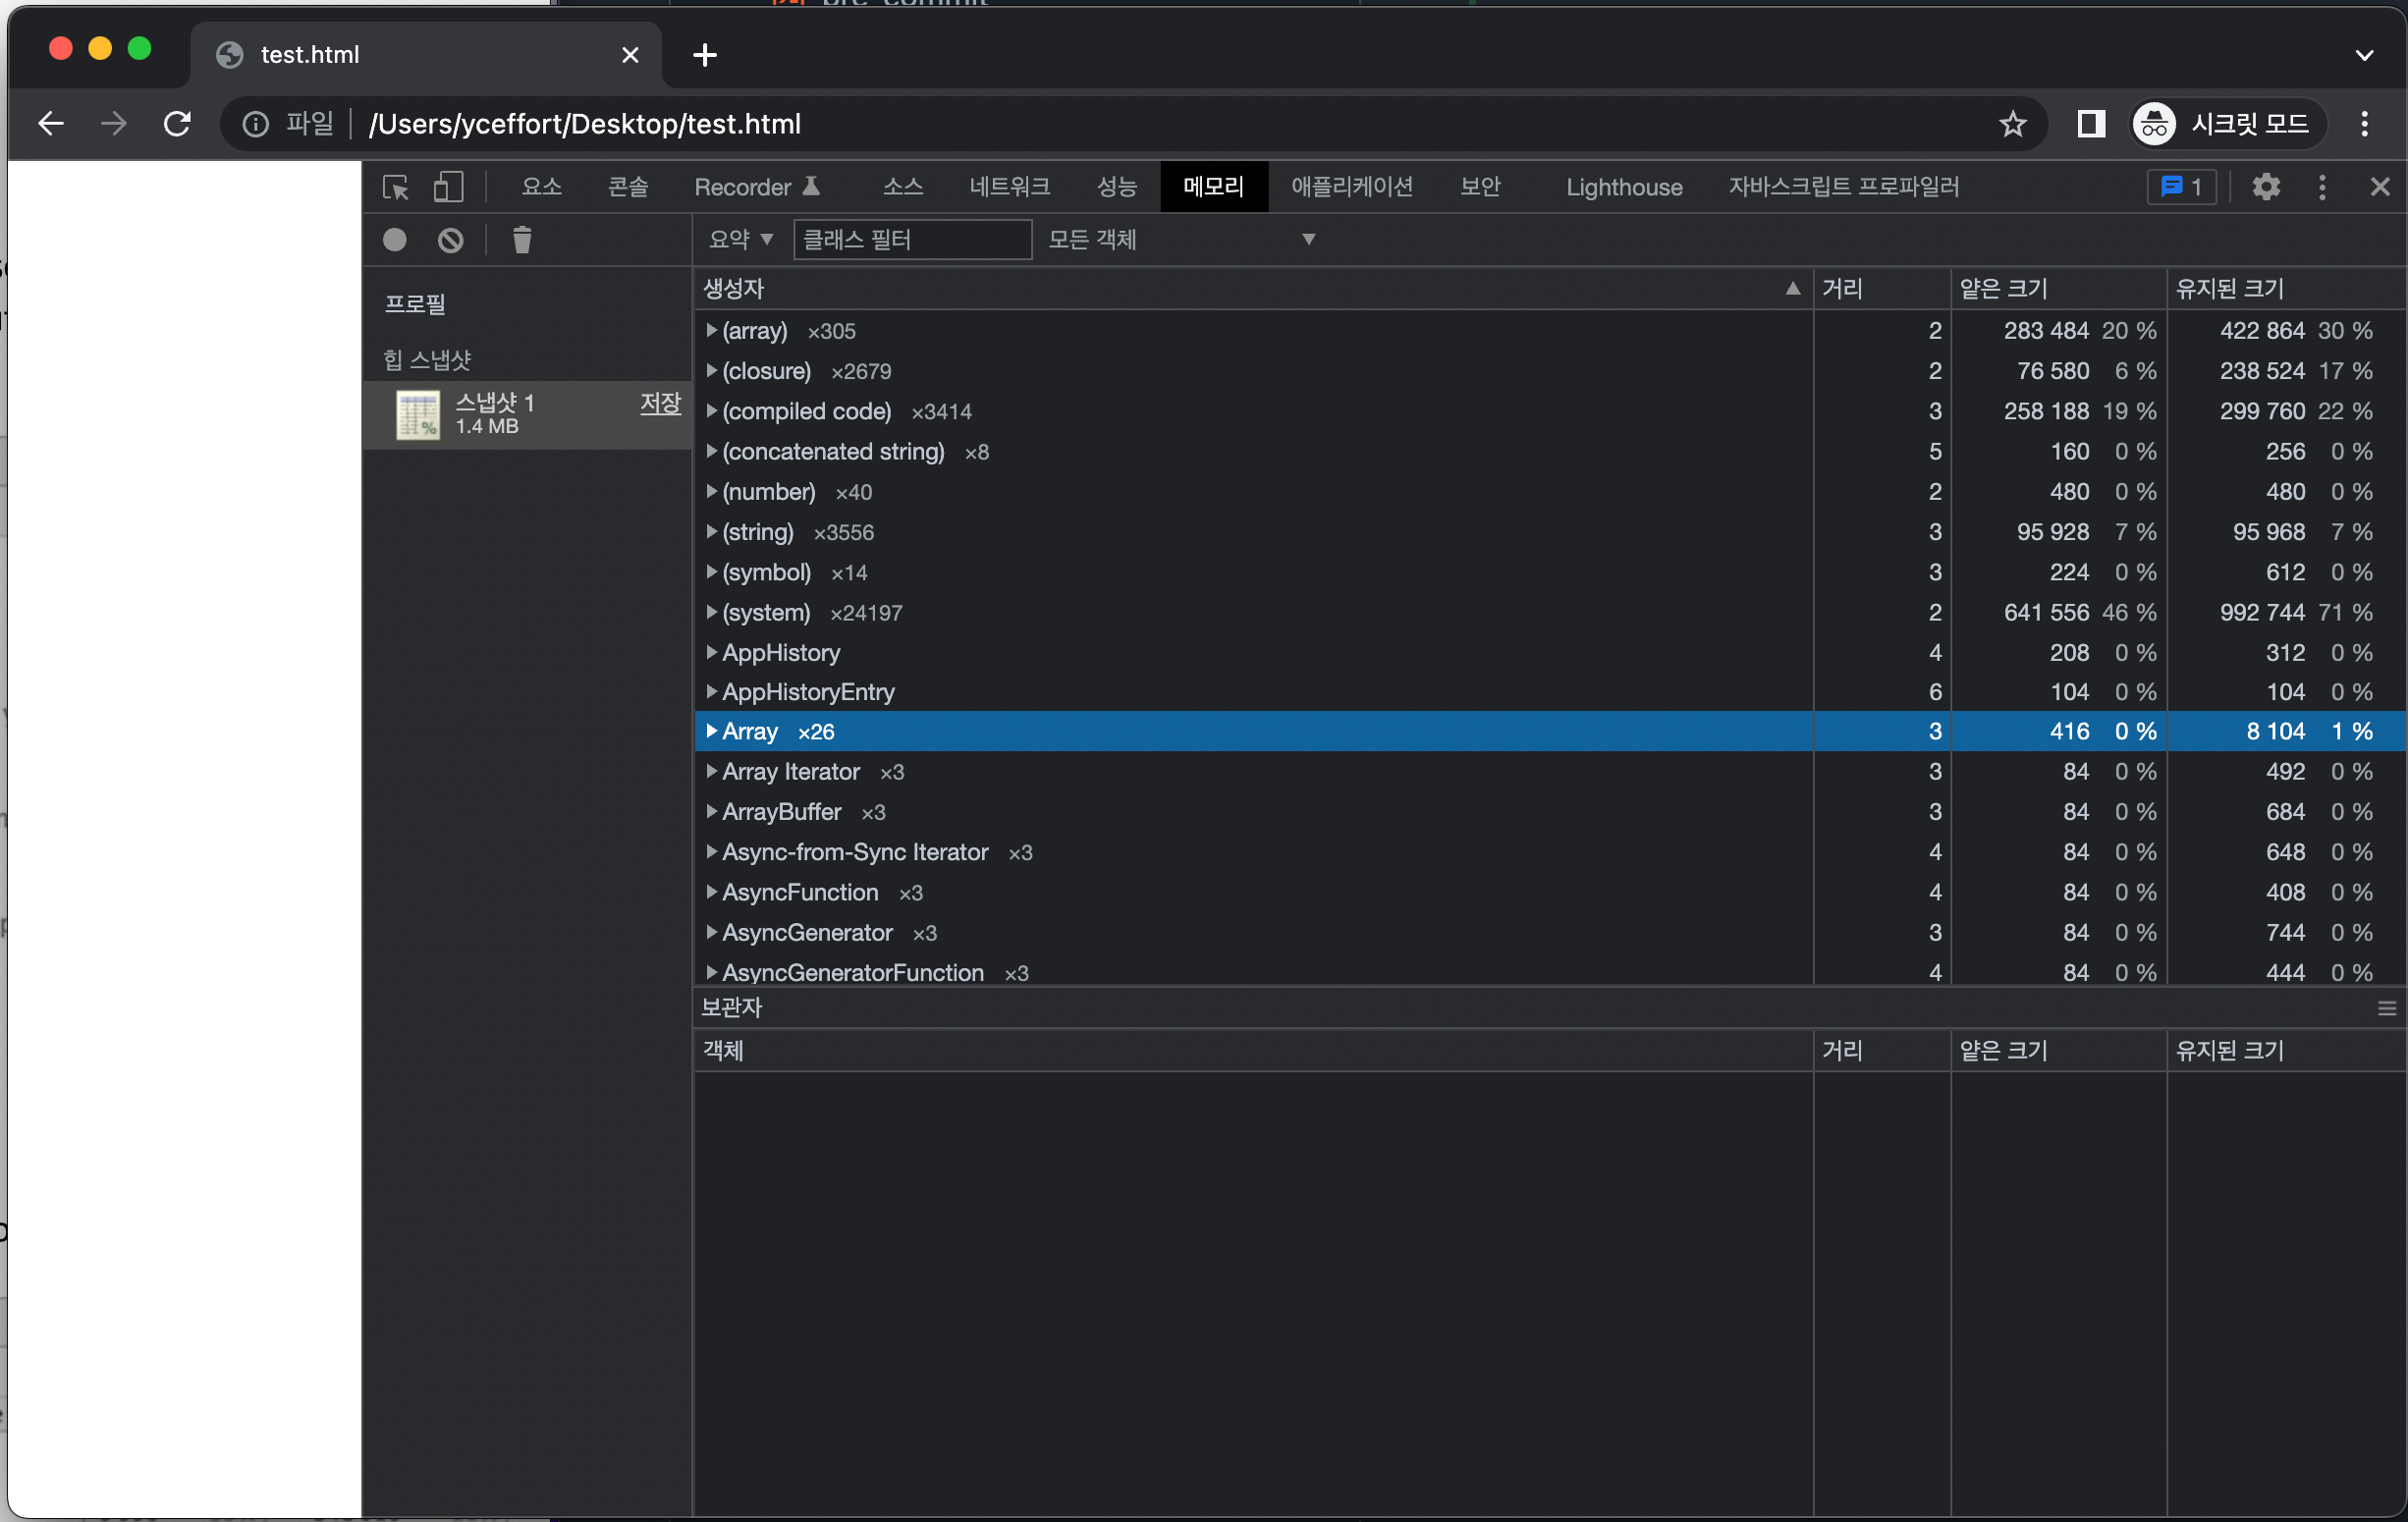 pre-commit
test.html
파일 /Users/yceffort/Desktop/test.html 시크릿 모드
요소 콘솔 Recorder 소스 네트워크 성능 메모리 애플리케이션 보안 Lighthouse 자바스크립트 프로파일러 1
요약 ▼ 클래스 필터 모든 객체 ▼
프로필
힙 스냅샷
스냅샷 1 저장
1.4 MB
생성자 ▲ 거리 얕은 크기 유지된 크기
(array) ×305 2 283 484 20 % 422 864 30 %
(closure) ×2679 2 76 580 6 % 238 524 17 %
(compiled code) ×3414 3 258 188 19 % 299 760 22 %
(concatenated string) ×8 5 160 0 % 256 0 %
(number) ×40 2 480 0 % 480 0 %
(string) ×3556 3 95 928 7 % 95 968 7 %
(symbol) ×14 3 224 0 % 612 0 %
(system) ×24197 2 641 556 46 % 992 744 71 %
AppHistory 4 208 0 % 312 0 %
AppHistoryEntry 6 104 0 % 104 0 %
Array ×26 3 416 0 % 8 104 1 %
Array Iterator ×3 3 84 0 % 492 0 %
ArrayBuffer ×3 3 84 0 % 684 0 %
Async-from-Sync Iterator ×3 4 84 0 % 648 0 %
AsyncFunction ×3 4 84 0 % 408 0 %
AsyncGenerator ×3 3 84 0 % 744 0 %
AsyncGeneratorFunction ×3 4 84 0 % 444 0 %
보관자
객체 거리 얕은 크기 유지된 크기